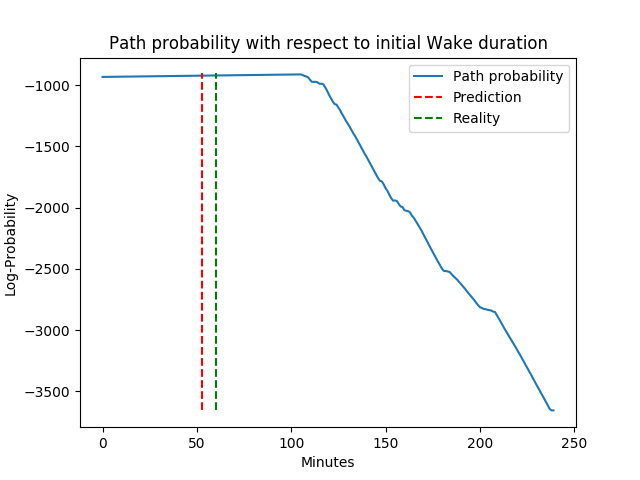 Path probability with respect to initial Wake duration
Path probability
Prediction
Reality
Log-Probability
−1000
−1500
−2000
−2500
−3000
−3500
0 50 100 150 200 250
Minutes